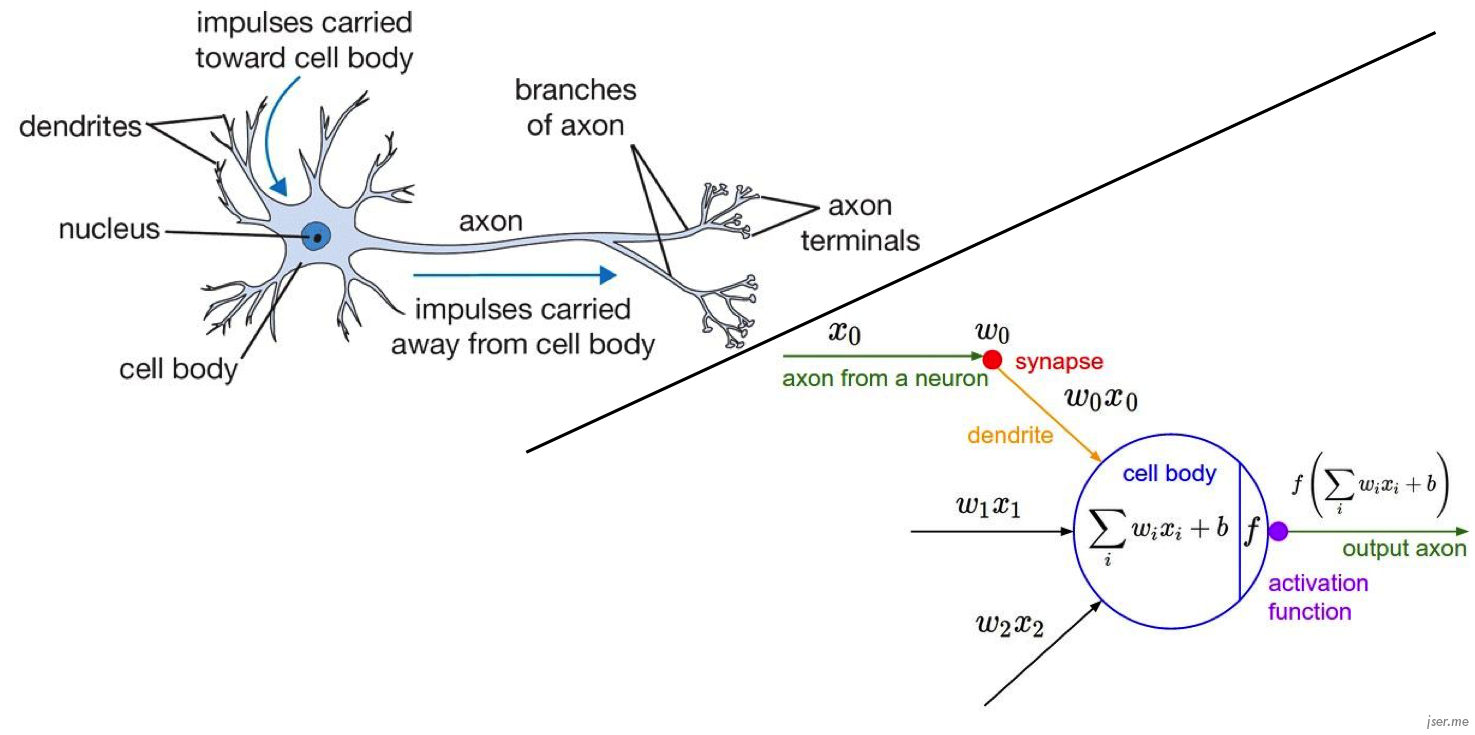 impulses carried
toward cell body
dendrites
branches
of axon
nucleus
axon
axon
terminals
impulses carried
away from cell body
cell body
x₀
w₀
axon from a neuron
synapse
w₀x₀
dendrite
cell body
w₁x₁
∑ᵢ wᵢxᵢ + b
f
f(∑ᵢ wᵢxᵢ + b)
output axon
activation
function
w₂x₂
jser.me